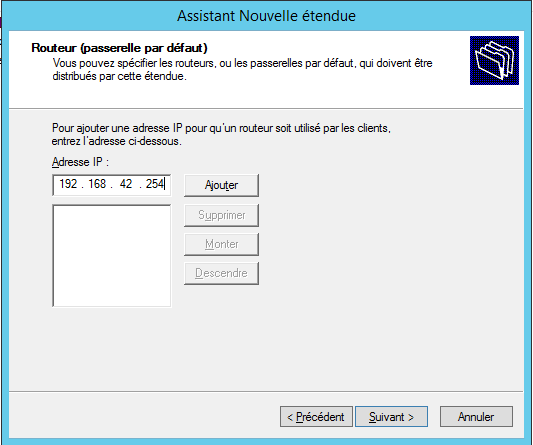 Assistant Nouvelle étendue
Routeur (passerelle par défaut)
Vous pouvez spécifier les routeurs, ou les passerelles par défaut, qui doivent être
distribués par cette étendue.
Pour ajouter une adresse IP pour qu'un routeur soit utilisé par les clients,
entrez l'adresse ci-dessous.
Adresse IP :
192 . 168 . 42 . 254
Ajouter
Supprimer
Monter
Descendre
< Précédent
Suivant >
Annuler